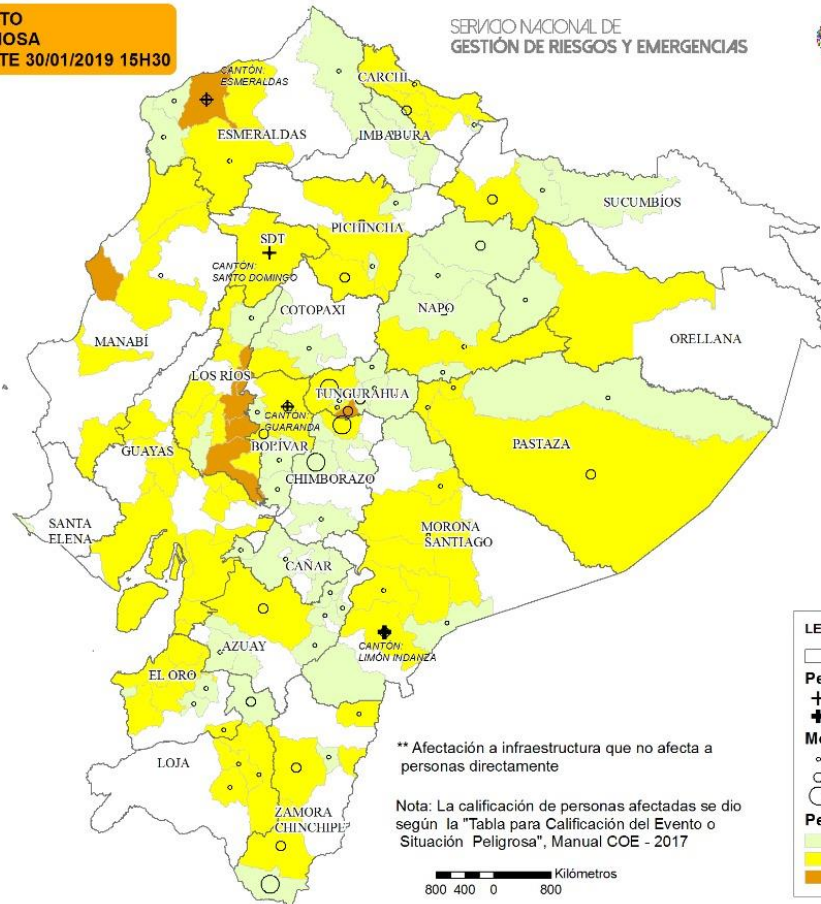 TO
OSA
TE 30/01/2019 15H30
SERVICIO NACIONAL DE
GESTIÓN DE RIESGOS Y EMERGENCIAS
CANTÓN:
ESMERALDAS
CARCHI
ESMERALDAS
IMBABURA
SUCUMBÍOS
PICHINCHA
SDT
CANTÓN:
SANTO DOMINGO
COTOPAXI
NAPO
ORELLANA
MANABÍ
LOS RÍOS
TUNGURAHUA
CANTÓN:
GUARANDA
BOLÍVAR
PASTAZA
GUAYAS
CHIMBORAZO
SANTA
ELENA
MORONA
SANTIAGO
CAÑAR
AZUAY
CANTÓN:
LIMÓN INDANZA
EL ORO
LOJA
ZAMORA
CHINCHIPE
** Afectación a infraestructura que no afecta a
personas directamente
Nota: La calificación de personas afectadas se dio
según la "Tabla para Calificación del Evento o
Situación Peligrosa", Manual COE - 2017
Kilómetros
800 400 0 800
LE
Pe
Me
Pe